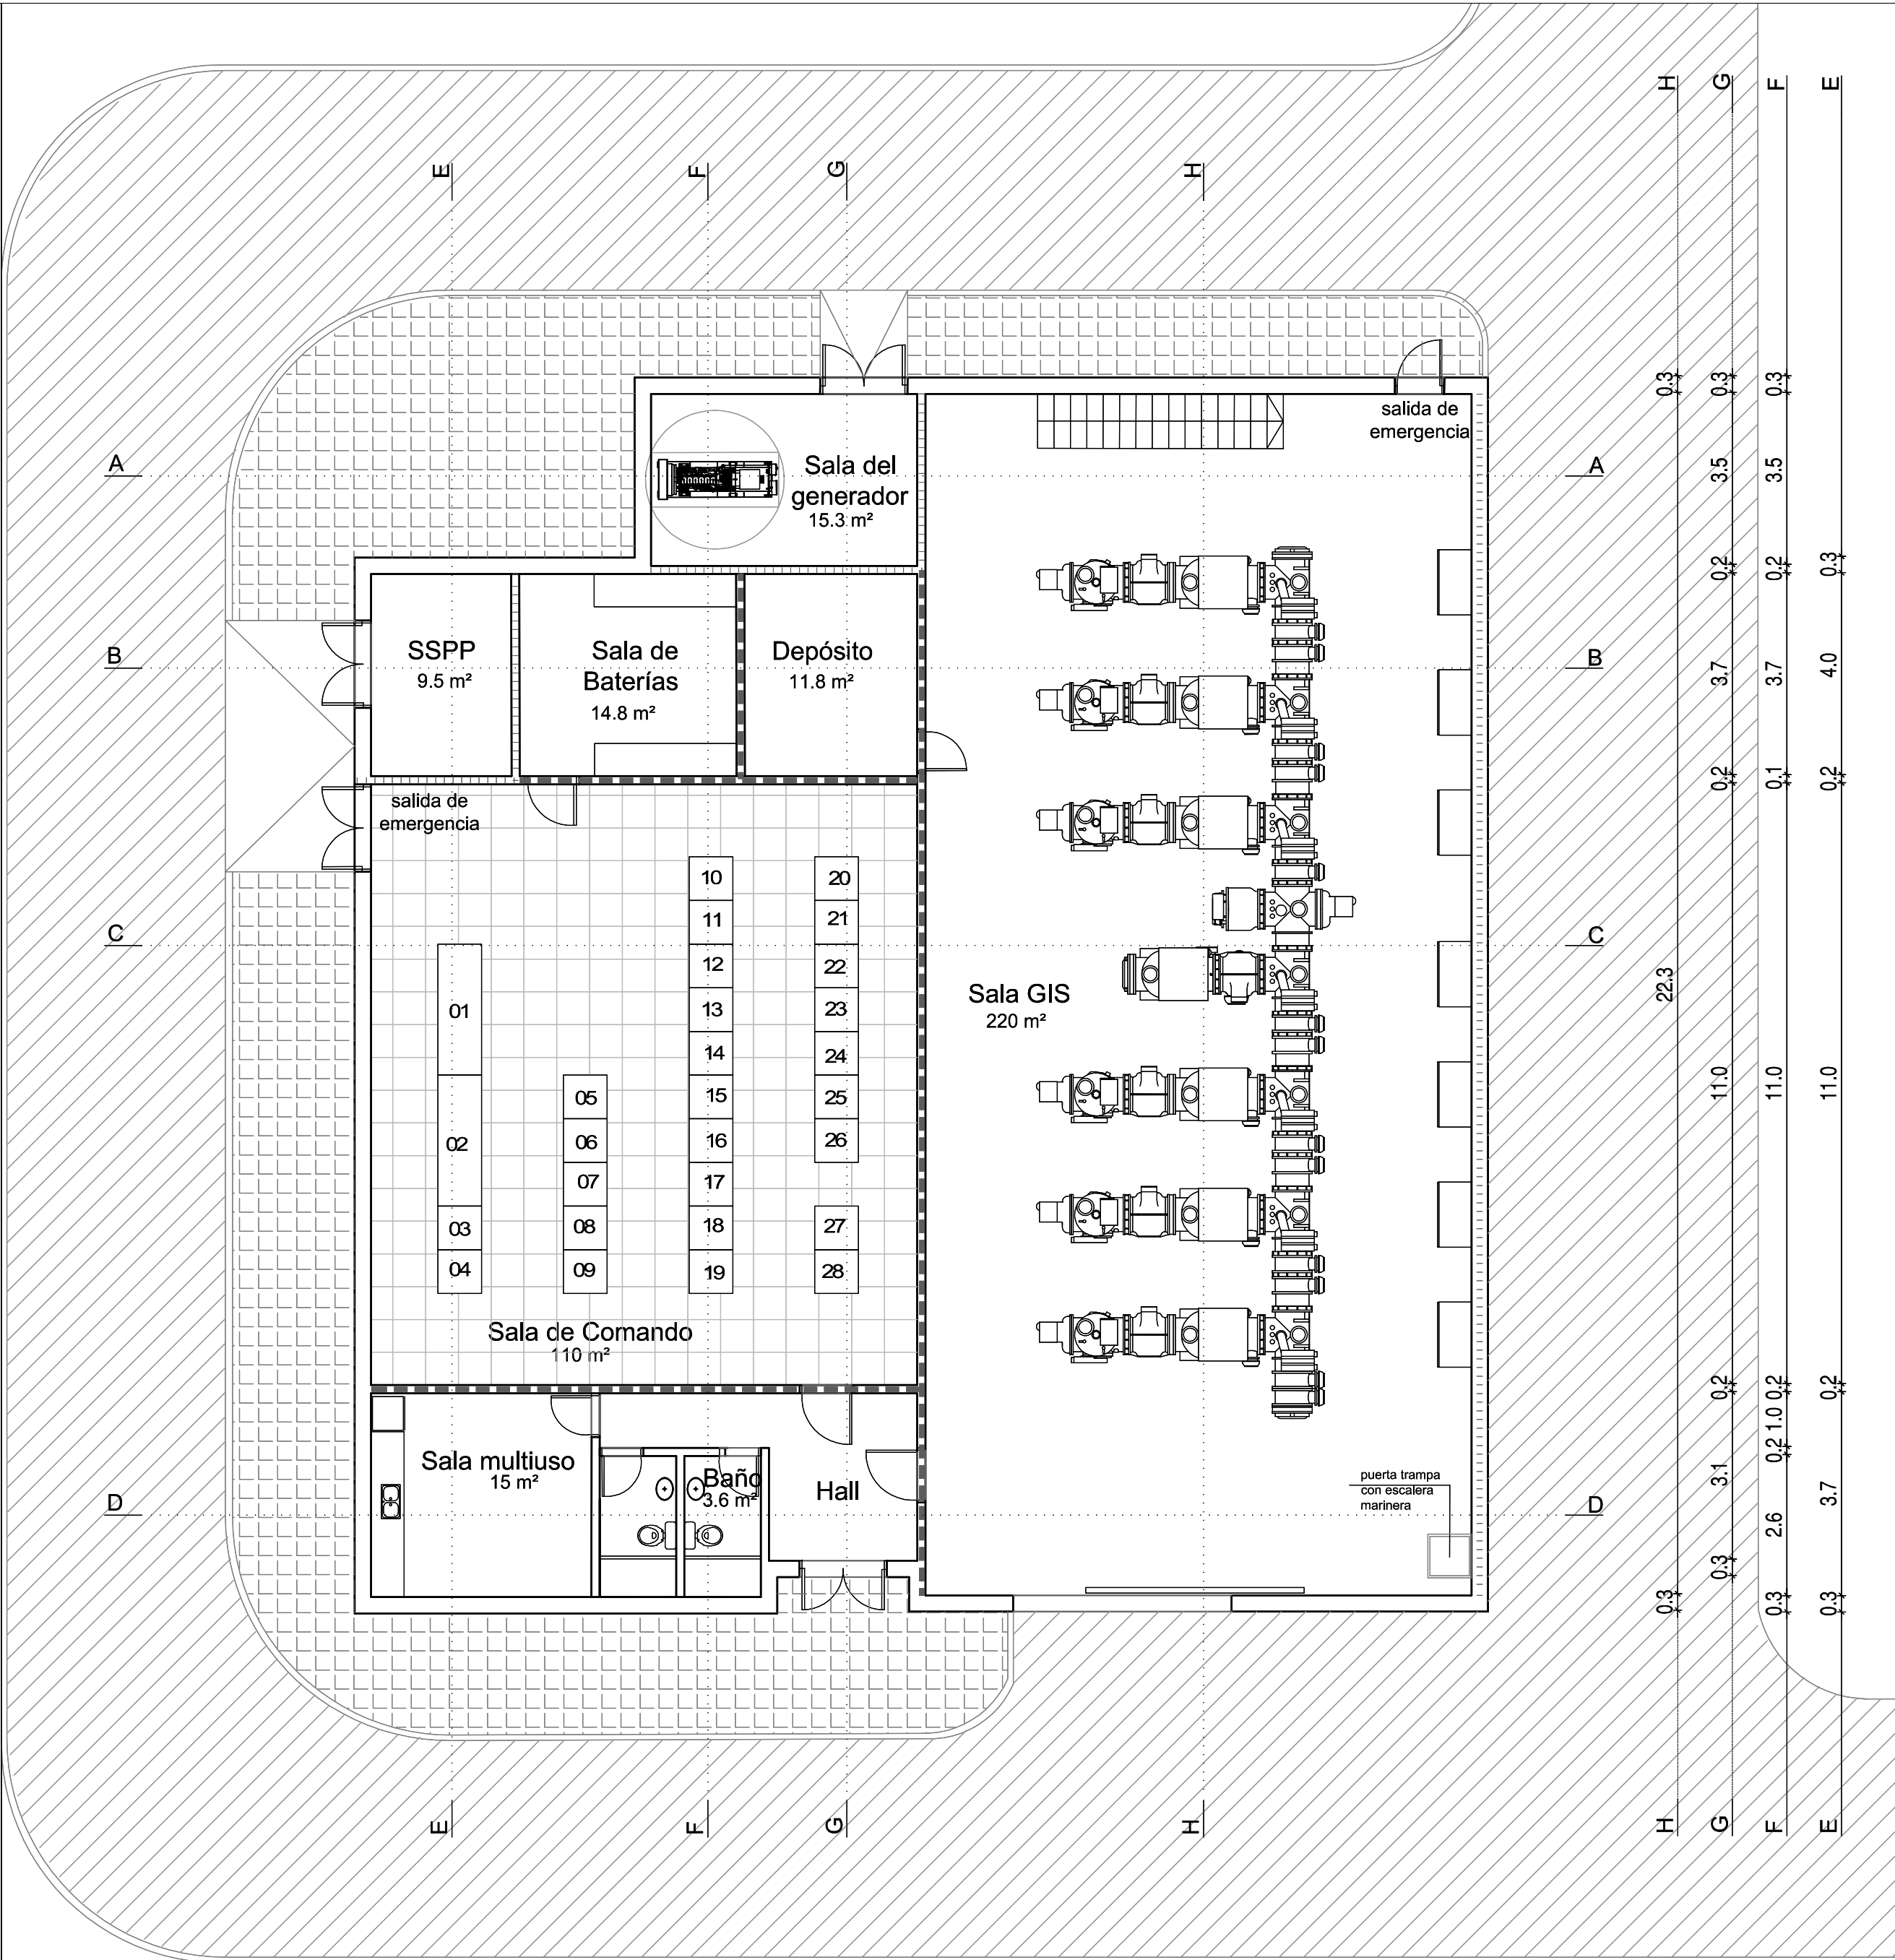 H
G
F
E
E
F
G
H
A
A
B
B
C
C
D
D
E
F
G
H
H
G
F
E
salida de
emergencia
Sala del
generador
15.3 m²
SSPP
9.5 m²
Sala de
Baterías
14.8 m²
Depósito
11.8 m²
salida de
emergencia
01
02
03
04
05
06
07
08
09
10
11
12
13
14
15
16
17
18
19
20
21
22
23
24
25
26
27
28
Sala de Comando
110 m²
Sala GIS
220 m²
Sala multiuso
15 m²
Baño
3.6 m²
Hall
puerta trampa
con escalera
marinera
0.3
22.3
0.3
0.3
3.5
0.2
3.7
0.2
11.0
0.2
3.1
0.3
0.3
3.5
0.2
3.7
0.1
11.0
0.2
1.0
0.2
2.6
0.3
0.3
4.0
0.2
11.0
0.2
3.7
0.3